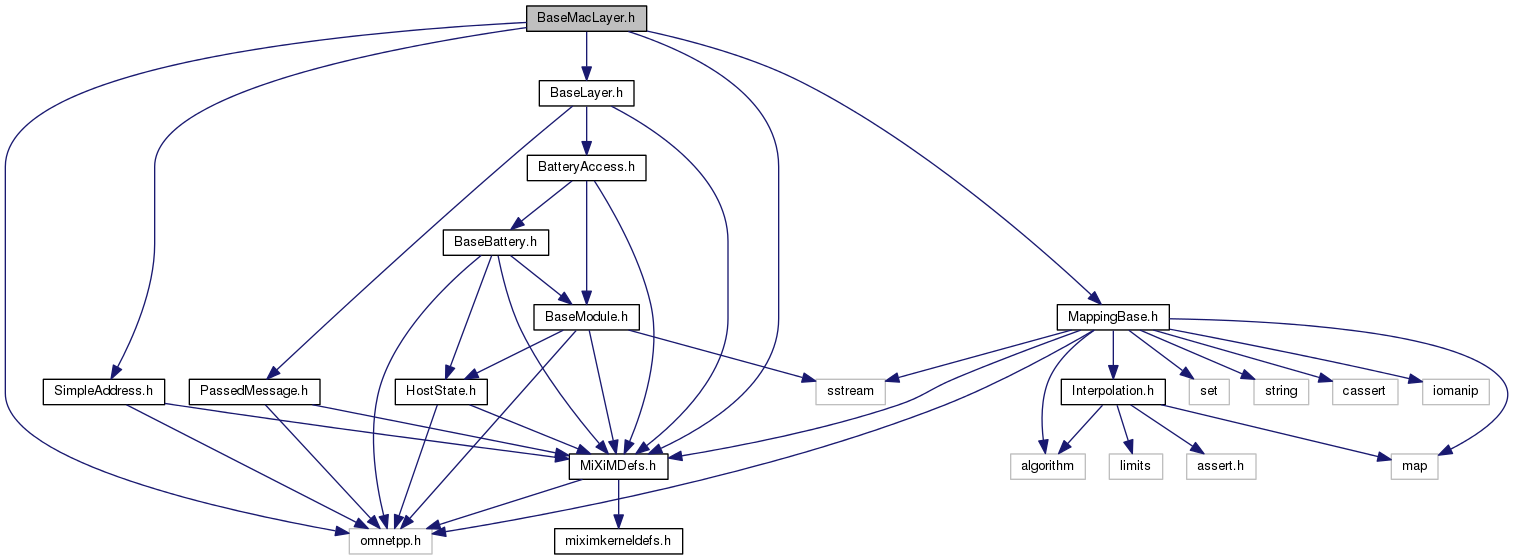 BaseMacLayer.h
BaseLayer.h
BatteryAccess.h
BaseBattery.h
BaseModule.h
MappingBase.h
SimpleAddress.h
PassedMessage.h
HostState.h
sstream
Interpolation.h
set
string
cassert
iomanip
MiXiMDefs.h
algorithm
limits
assert.h
map
omnetpp.h
miximkerneldefs.h